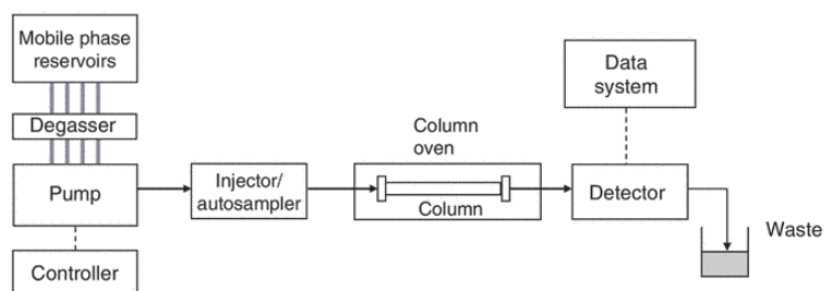 Mobile phase
reservoirs
Degasser
Pump
Controller
Injector/
autosampler
Column
oven
Column
Data
system
Detector
Waste